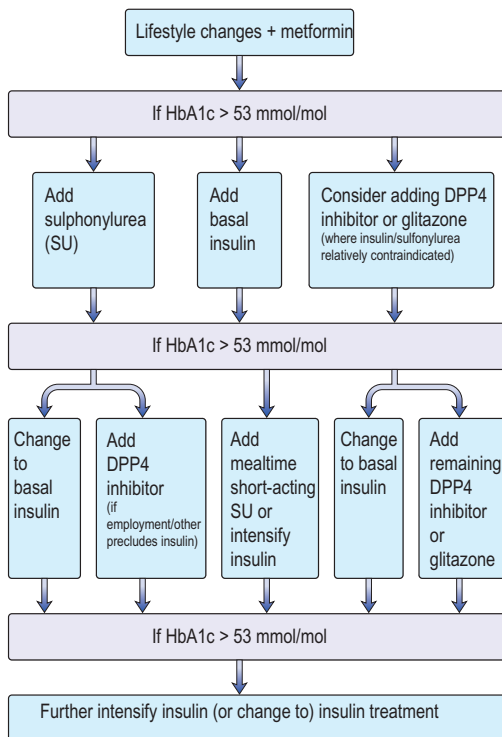 Lifestyle changes + metformin
If HbA1c > 53 mmol/mol
Add
sulphonylurea
(SU)
Add
basal
insulin
Consider adding DPP4
inhibitor or glitazone
(where insulin/sulfonylurea
relatively contraindicated)
If HbA1c > 53 mmol/mol
Change
to
basal
insulin
Add
DPP4
inhibitor
(if
employment/other
precludes insulin)
Add
mealtime
short-acting
SU or
intensify
insulin
Change
to basal
insulin
Add
remaining
DPP4
inhibitor
or
glitazone
If HbA1c > 53 mmol/mol
Further intensify insulin (or change to) insulin treatment